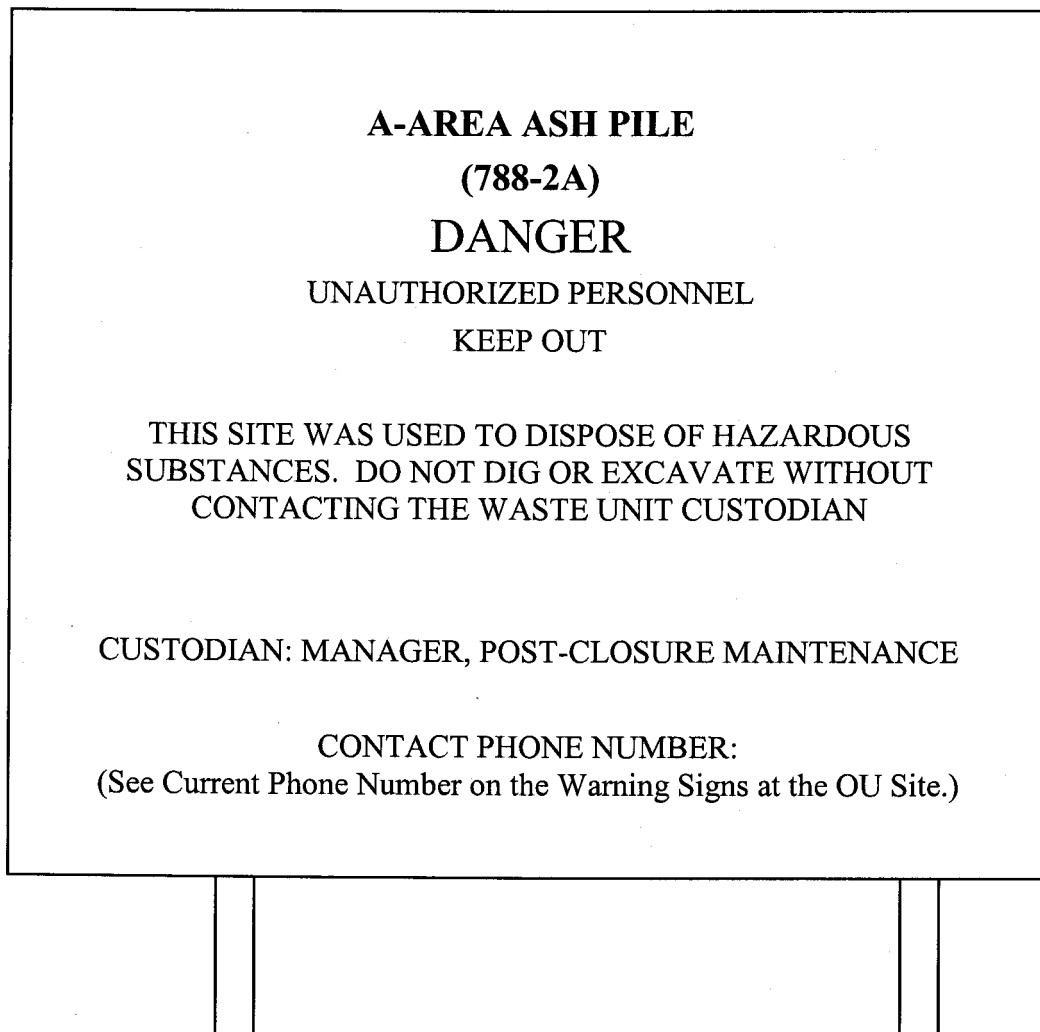 A-AREA ASH PILE
(788-2A)
DANGER
UNAUTHORIZED PERSONNEL
KEEP OUT
THIS SITE WAS USED TO DISPOSE OF HAZARDOUS
SUBSTANCES. DO NOT DIG OR EXCAVATE WITHOUT
CONTACTING THE WASTE UNIT CUSTODIAN
CUSTODIAN: MANAGER, POST-CLOSURE MAINTENANCE
CONTACT PHONE NUMBER:
(See Current Phone Number on the Warning Signs at the OU Site.)